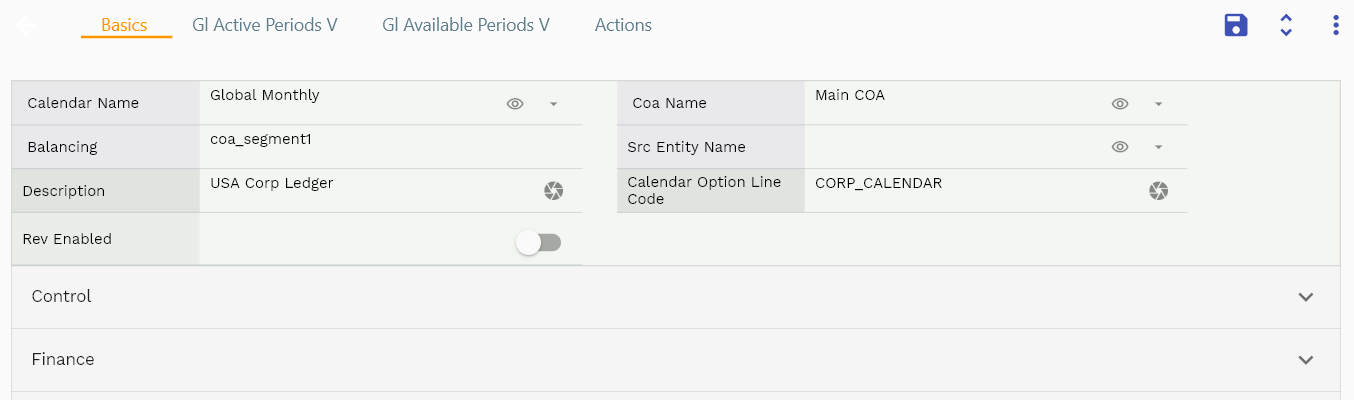 Basics Gl Active Periods V Gl Available Periods V Actions
Calendar Name Global Monthly Coa Name Main COA
Balancing coa_segment1 Src Entity Name
Description USA Corp Ledger Calendar Option Line Code CORP_CALENDAR
Rev Enabled
Control
Finance